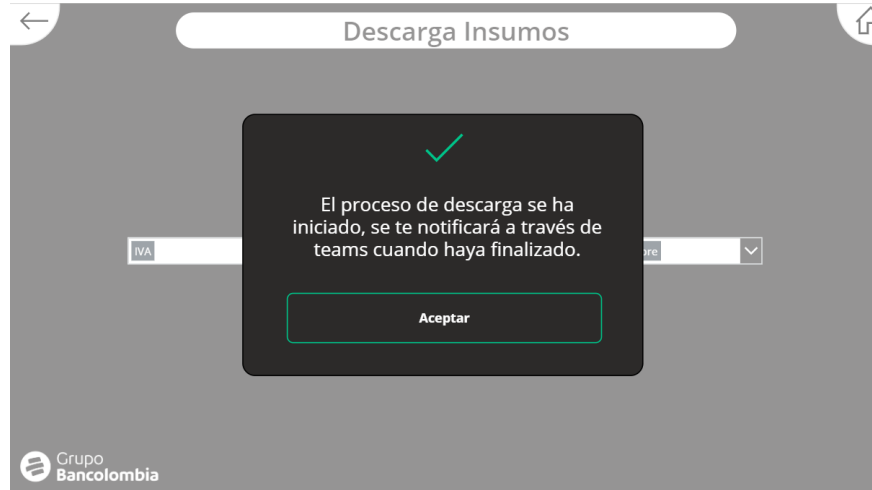 Descarga Insumos
El proceso de descarga se ha
iniciado, se te notificará a través de
teams cuando haya finalizado.
IVA
Aceptar
Grupo
Bancolombia